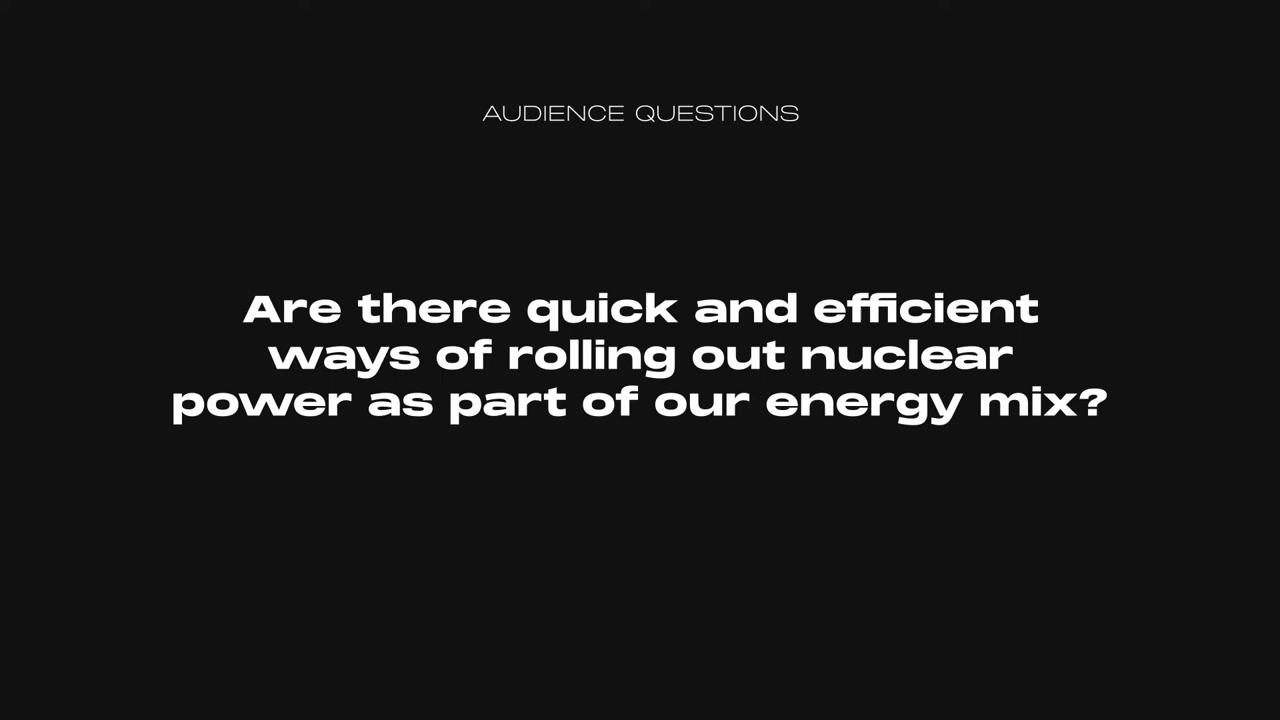 AUDIENCE QUESTIONS
Are there quick and efficient
ways of rolling out nuclear
power as part of our energy mix?